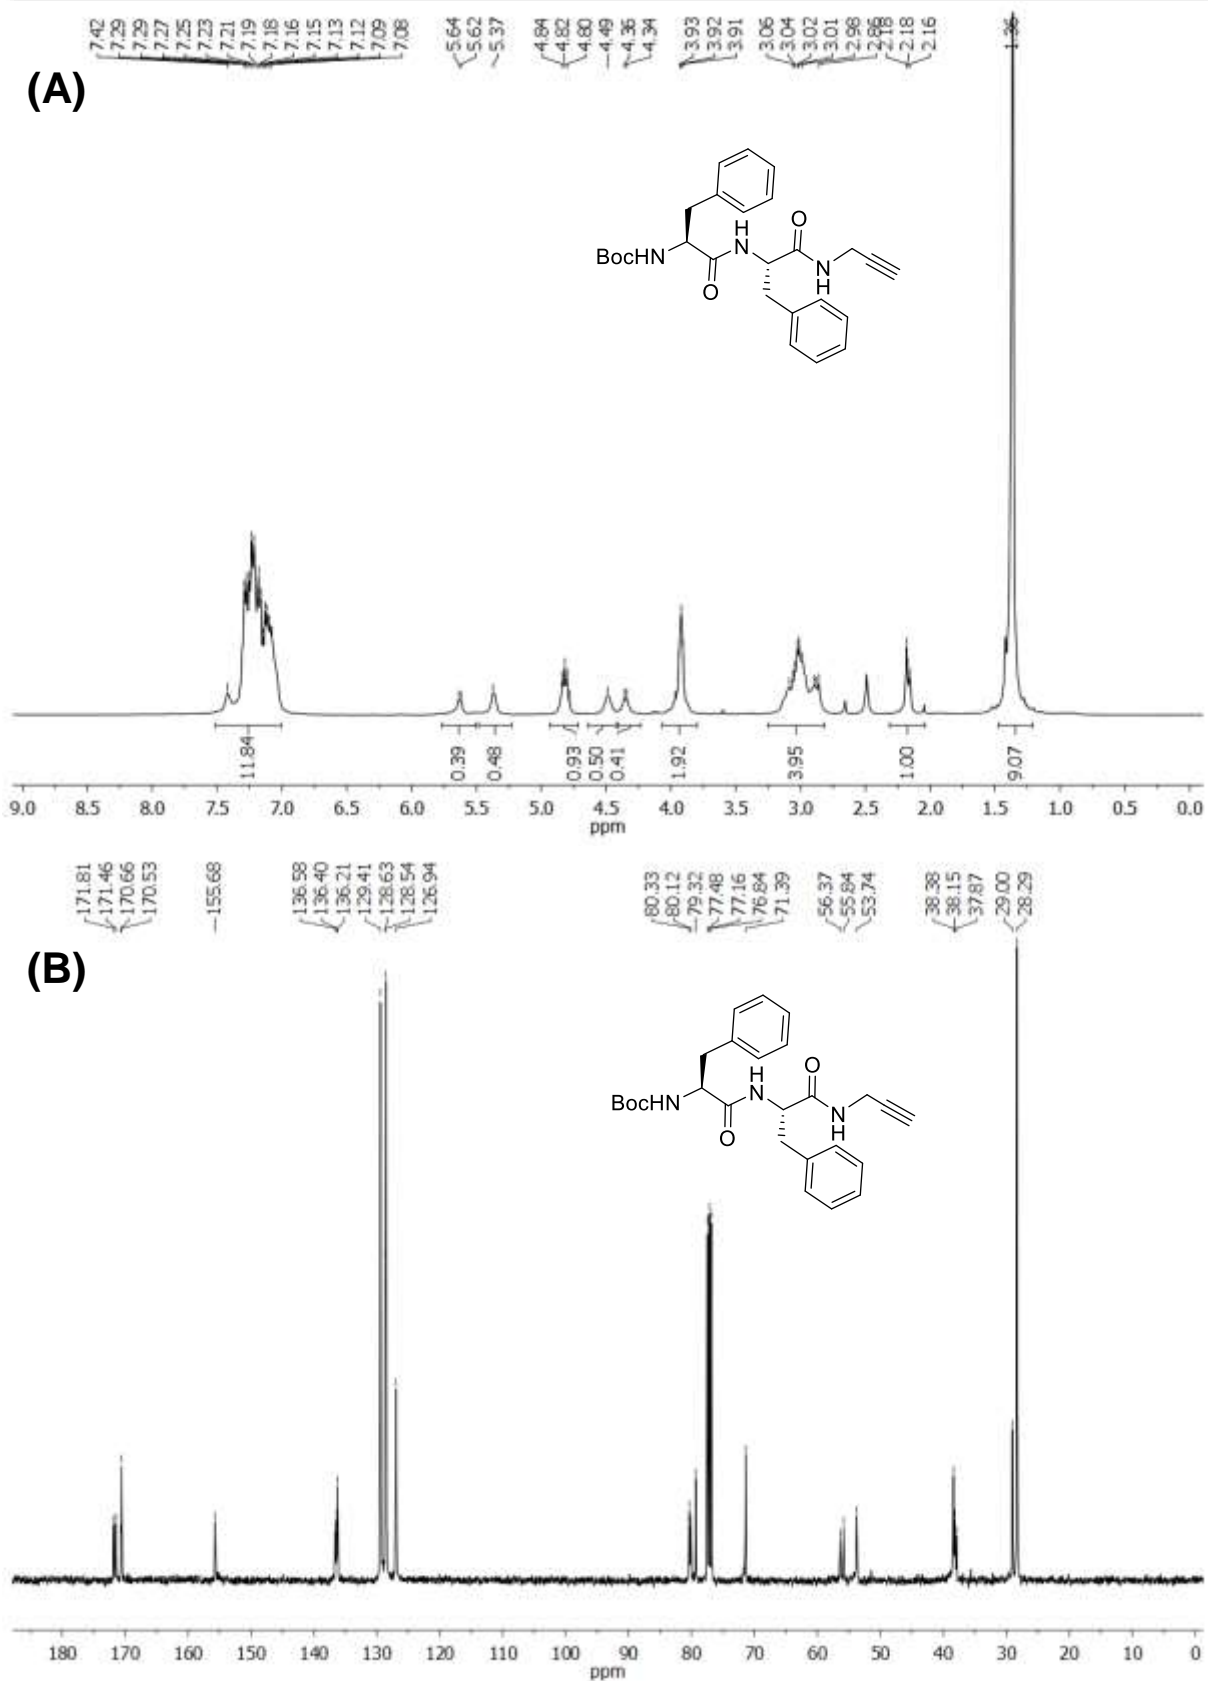 7.42 7.29 7.29 7.27 7.25 7.23 7.21 7.19 7.18 7.16 7.15 7.13 7.12 7.09 7.08 5.64 5.62 5.37 4.84 4.82 4.80 4.49 4.36 4.34 3.93 3.92 3.91 3.06 3.04 3.02 3.01 2.98 2.86 2.18 2.18 2.16 1.36
(A)
O
H
N
BocHN
N
H
O
11.84 0.39 0.48 0.93 0.50 0.41 1.92 3.95 1.00 9.07
9.0 8.5 8.0 7.5 7.0 6.5 6.0 5.5 5.0 4.5 4.0 3.5 3.0 2.5 2.0 1.5 1.0 0.5 0.0
ppm
171.81 171.46 170.66 170.53 155.68 136.58 136.40 136.21 129.41 128.63 128.54 126.94 80.33 80.12 79.32 77.48 77.16 76.84 71.39 56.37 55.84 53.74 38.38 38.15 37.87 29.00 28.29
(B)
O
H
N
BocHN
N
H
O
180 170 160 150 140 130 120 110 100 90 80 70 60 50 40 30 20 10 0
ppm